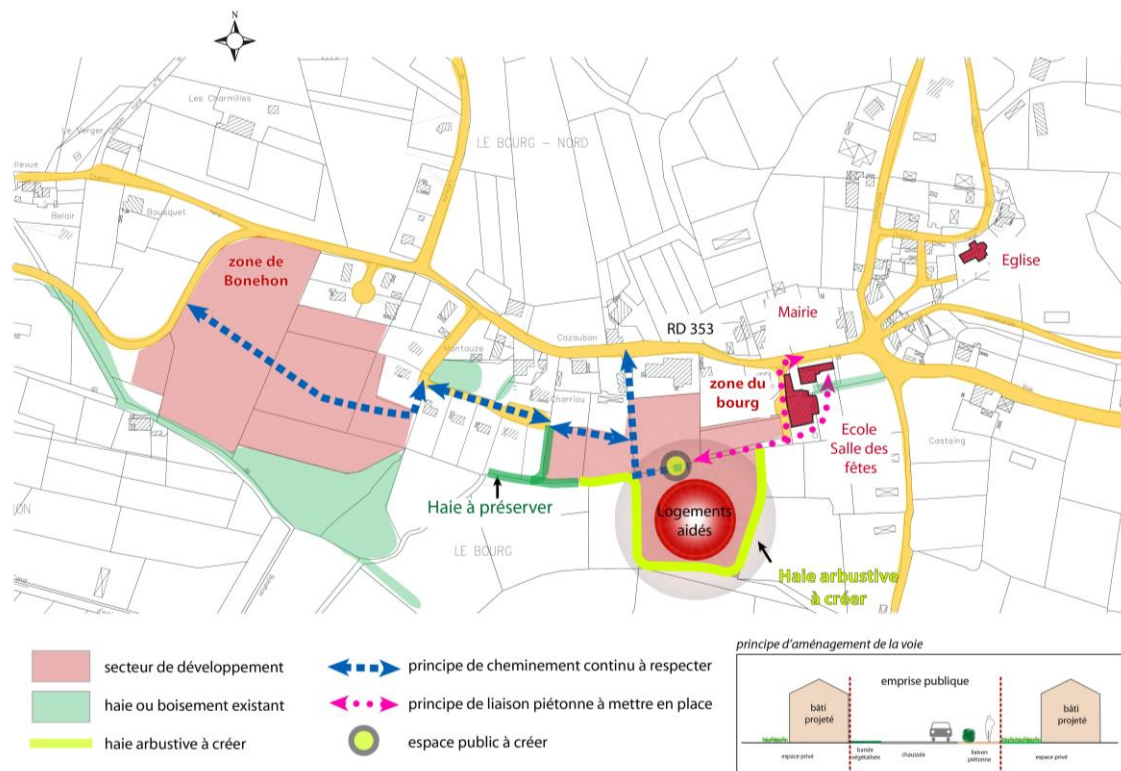 N
Les Charmilles
Le Verger
LE BOURG - NORD
Belair
Bousquet
zone de
Bonehon
Eglise
Mairie
RD 353
Cazaubon
Montauze
zone du
bourg
Charriou
Ecole
Salle des
fêtes
Castaing
Haie à préserver
Logements
aidés
LE BOURG
Haie arbustive
à créer
secteur de développement
haie ou boisement existant
haie arbustive à créer
principe de cheminement continu à respecter
principe de liaison piétonne à mettre en place
espace public à créer
principe d'aménagement de la voie
emprise publique
bâti
projeté
bâti
projeté
espace privé
bande
végétalisée
chaussée
liaison
piétonne
espace privé